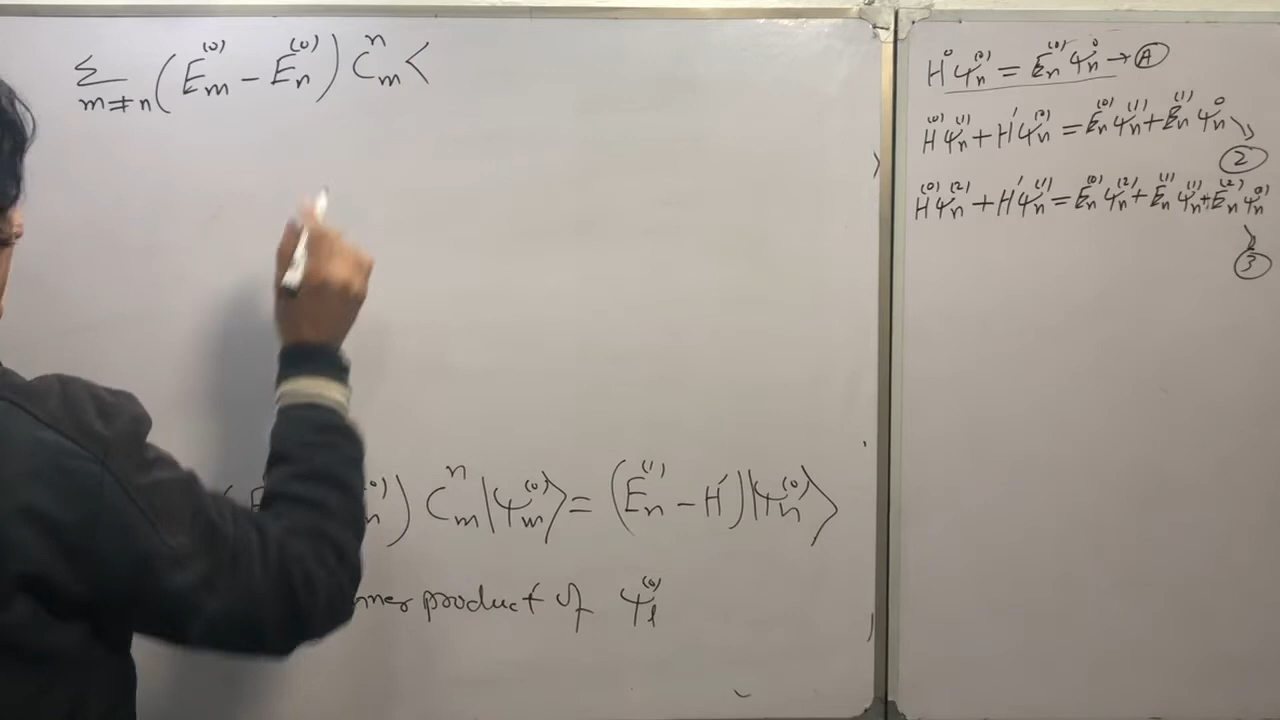 Σ_{m≠n} (E_m^{(0)} − E_n^{(0)}) C_m^n <
) C_m^n |ψ_m^{(0)}⟩ = (E_n^{(1)} − H′)|ψ_n^{(0)}⟩
product of ψ_l^{(0)}
H^0 ψ_n^{(0)} = E_n^{(0)} ψ_n^0 → Ⓐ
H^{(0)} ψ_n^{(1)} + H′ ψ_n^{(0)} = E_n^{(0)} ψ_n^{(1)} + E_n^{(1)} ψ_n^0
②
H^{(0)} ψ_n^{(2)} + H′ ψ_n^{(1)} = E_n^{(0)} ψ_n^{(2)} + E_n^{(1)} ψ_n^{(1)} + E_n^{(2)} ψ_n^{(0)}
③